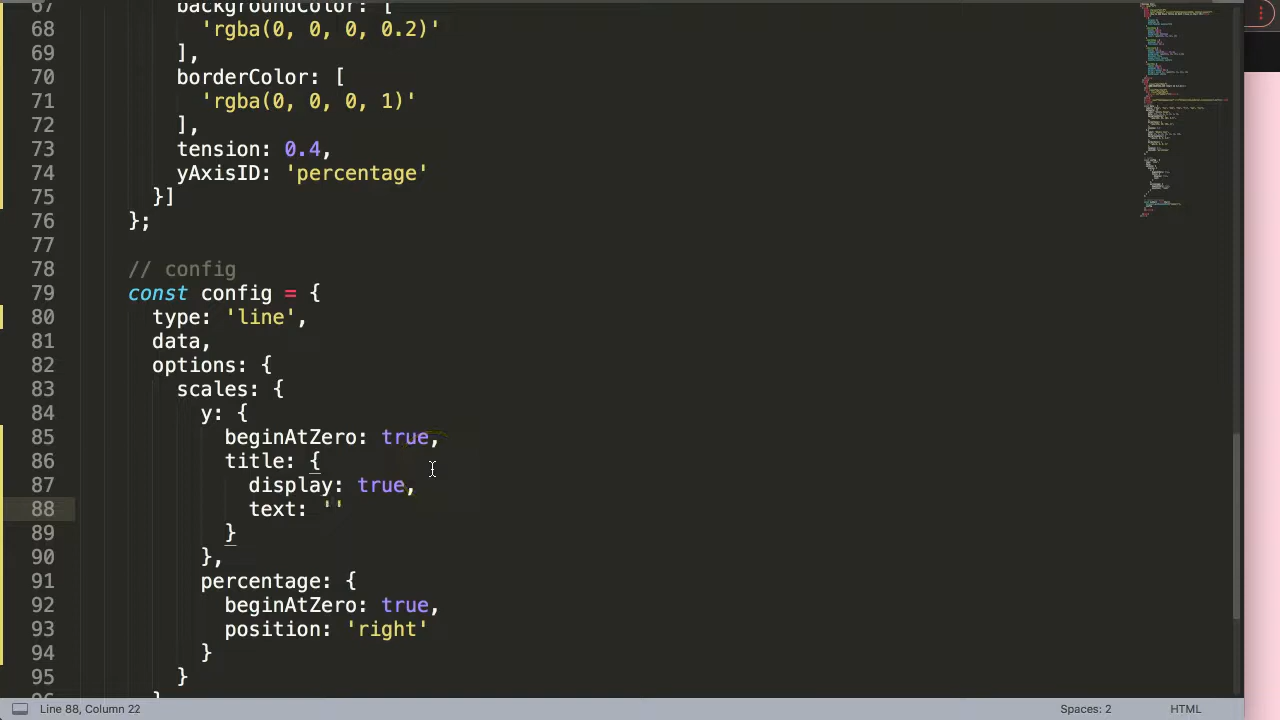 67 backgroundColor: [
68 'rgba(0, 0, 0, 0.2)'
69 ],
70 borderColor: [
71 'rgba(0, 0, 0, 1)'
72 ],
73 tension: 0.4,
74 yAxisID: 'percentage'
75 }]
76 };
77
78 // config
79 const config = {
80 type: 'line',
81 data,
82 options: {
83 scales: {
84 y: {
85 beginAtZero: true,
86 title: {
87 display: true,
88 text: ''
89 }
90 },
91 percentage: {
92 beginAtZero: true,
93 position: 'right'
94 }
95 }
96 }
Line 88, Column 22
Spaces: 2
HTML